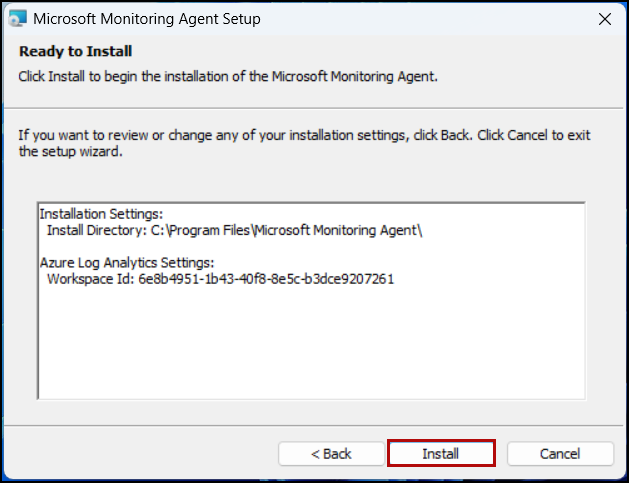 Microsoft Monitoring Agent Setup
Ready to Install
Click Install to begin the installation of the Microsoft Monitoring Agent.
If you want to review or change any of your installation settings, click Back. Click Cancel to exit
the setup wizard.
Installation Settings:
Install Directory: C:\Program Files\Microsoft Monitoring Agent\
Azure Log Analytics Settings:
Workspace Id: 6e8b4951-1b43-40f8-8e5c-b3dce9207261
< Back
Install
Cancel